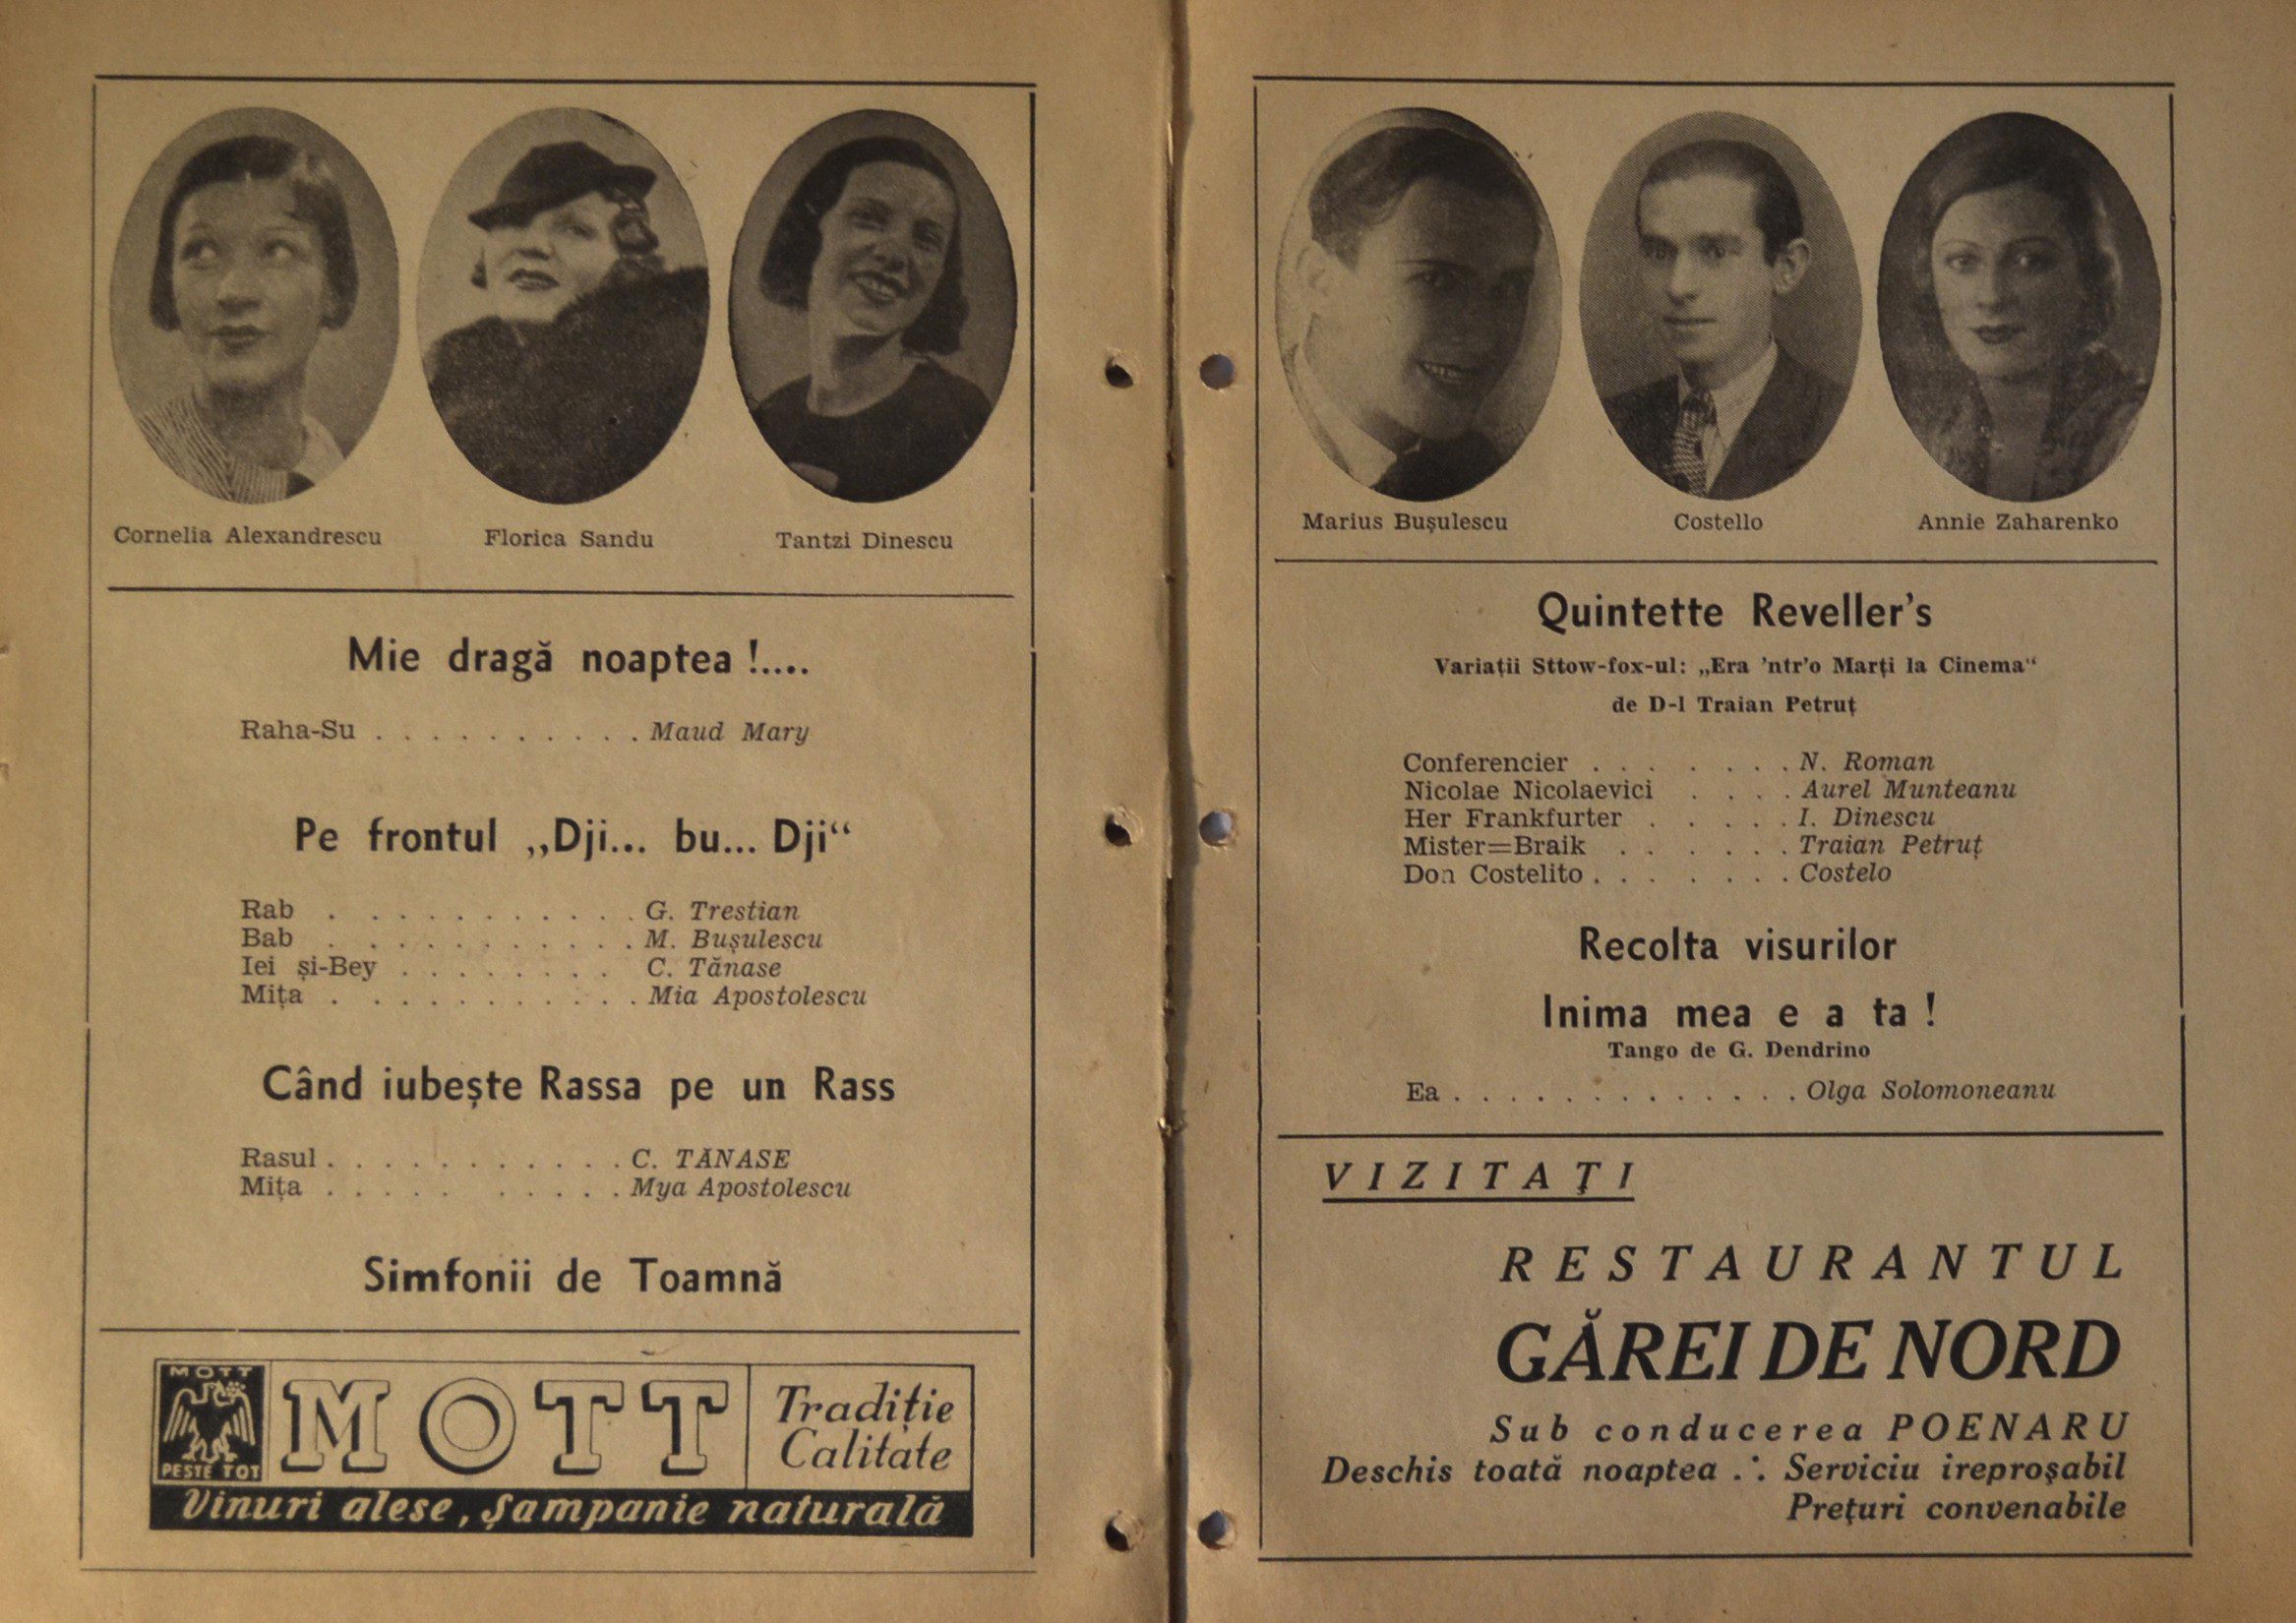 Cornelia Alexandrescu
Florica Sandu
Tantzi Dinescu
Mie dragă noaptea !....
Raha-Su . . . . . . . . . . Maud Mary
Pe frontul „Dji... bu... Dji“
Rab . . . . . . . . . . . G. Trestian
Bab . . . . . . . . . . . M. Bușulescu
Iei și-Bey . . . . . . . . C. Tănase
Mița . . . . . . . . . . . Mia Apostolescu
Când iubește Rassa pe un Rass
Rasul . . . . . . . . . . . C. TĂNASE
Mița . . . . . . . . . . Mya Apostolescu
Simfonii de Toamnă
MOTT
PESTE TOT
MOTT
Tradiție
Calitate
Vinuri alese, Șampanie naturală
Marius Bușulescu
Costello
Annie Zaharenko
Quintette Reveller's
Variații Sttow-fox-ul: „Era 'ntr'o Marți la Cinema“
de D-l Traian Petruț
Conferencier . . . . . . . N. Roman
Nicolae Nicolaevici . . . . Aurel Munteanu
Her Frankfurter . . . . . I. Dinescu
Mister=Braik . . . . . . . Traian Petruț
Don Costelito . . . . . . . Costelo
Recolta visurilor
Inima mea e a ta !
Tango de G. Dendrino
Ea . . . . . . . . . . . . . Olga Solomoneanu
VIZITAȚI
RESTAURANTUL
GĂREI DE NORD
Sub conducerea POENARU
Deschis toată noaptea .·. Serviciu ireproșabil
Prețuri convenabile